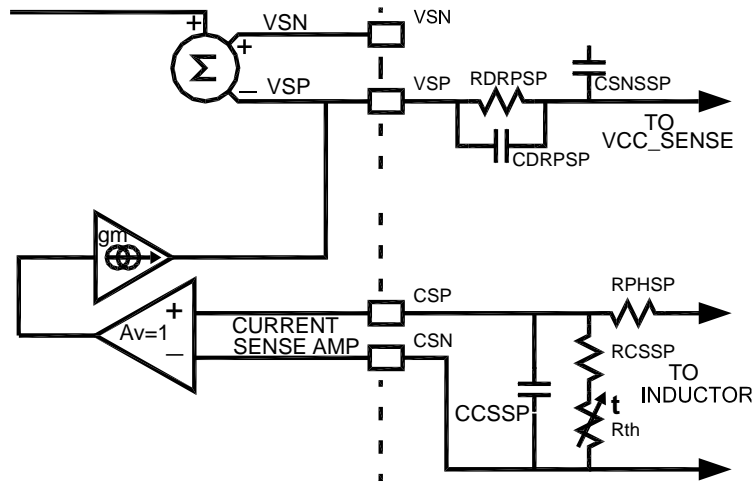 +
VSN
VSN
+
Σ
−
VSP
VSP
RDRPSP
CSNSSP
TO
VCC_SENSE
CDRPSP
gm
CSP
RPHSP
+
Av=1
−
CURRENT
SENSE AMP
CSN
RCSSP
TO
INDUCTOR
CCSSP
t
Rth